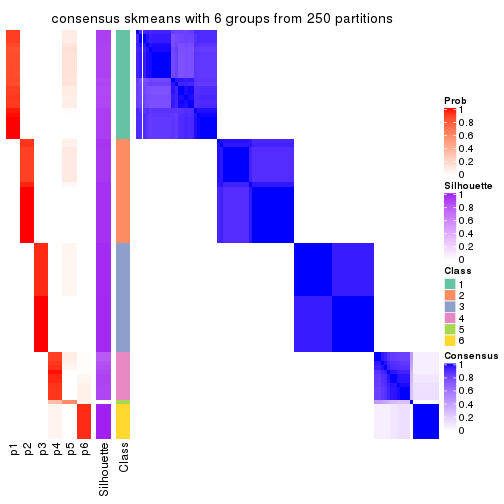 consensus skmeans with 6 groups from 250 partitions
Prob
1
0.8
0.6
0.4
0.2
0
Silhouette
1
0.8
0.6
0.4
0.2
0
Class
1
2
3
4
5
6
Consensus
1
0.8
0.6
0.4
0.2
0
p1
p2
p3
p4
p5
p6
Silhouette
Class